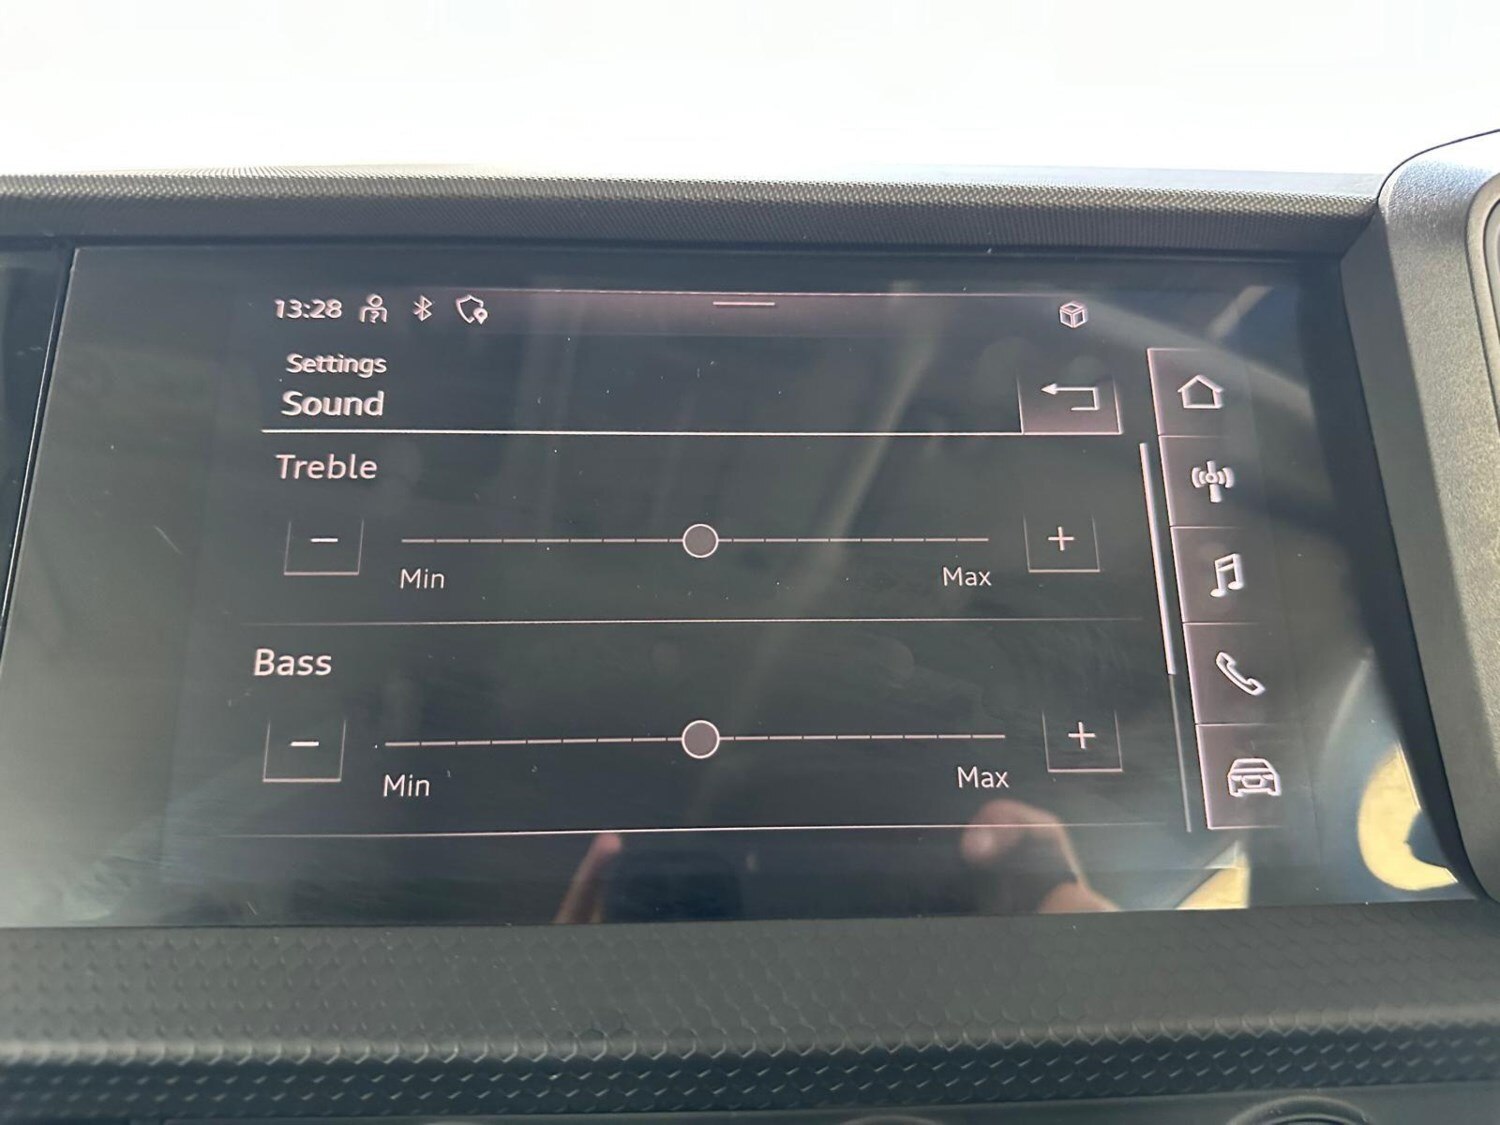 13:28
Settings
Sound
Treble
Min Max
Bass
Min Max